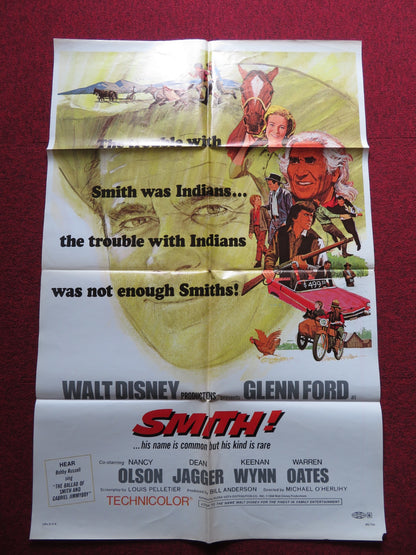 The trouble with
Smith was Indians...
the trouble with Indians
was not enough Smiths!
$499
WALT DISNEY PRODUCTIONS presents GLENN FORD as
SMITH!
...his name is common but his kind is rare
HEAR
Bobby Russell
sing
"THE BALLAD OF
SMITH AND
GABRIEL JIMMYBOY"
Co-starring NANCY OLSON DEAN JAGGER KEENAN WYNN WARREN OATES
Screenplay by LOUIS PELLETIER Produced by BILL ANDERSON Directed by MICHAEL O'HERLIHY
TECHNICOLOR